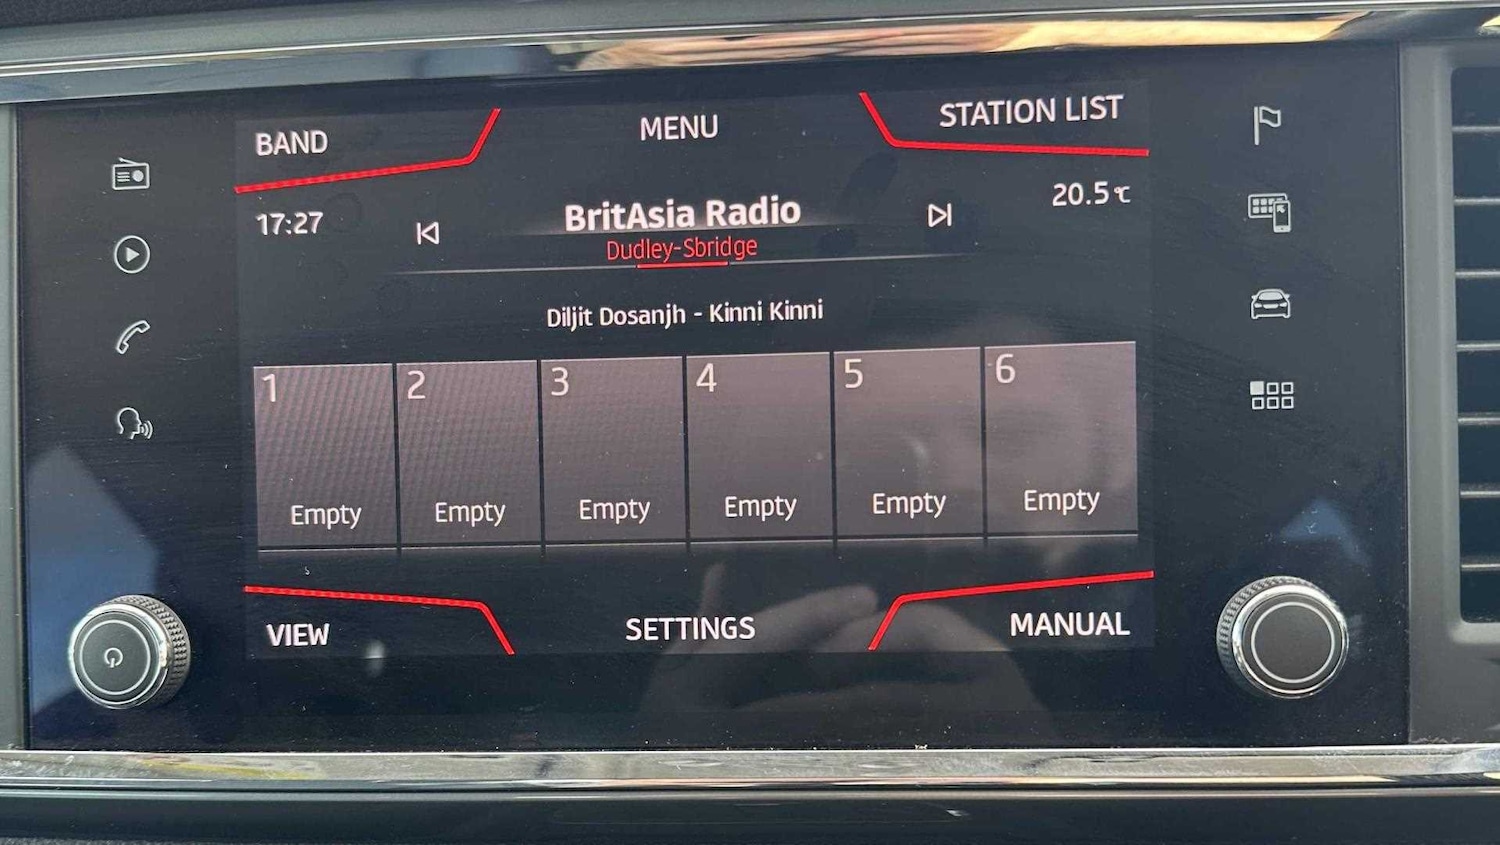 BAND
MENU
STATION LIST
17:27
BritAsia Radio
20.5℃
Dudley-Sbridge
Diljit Dosanjh - Kinni Kinni
1 2 3 4 5 6
Empty Empty Empty Empty Empty Empty
VIEW
SETTINGS
MANUAL